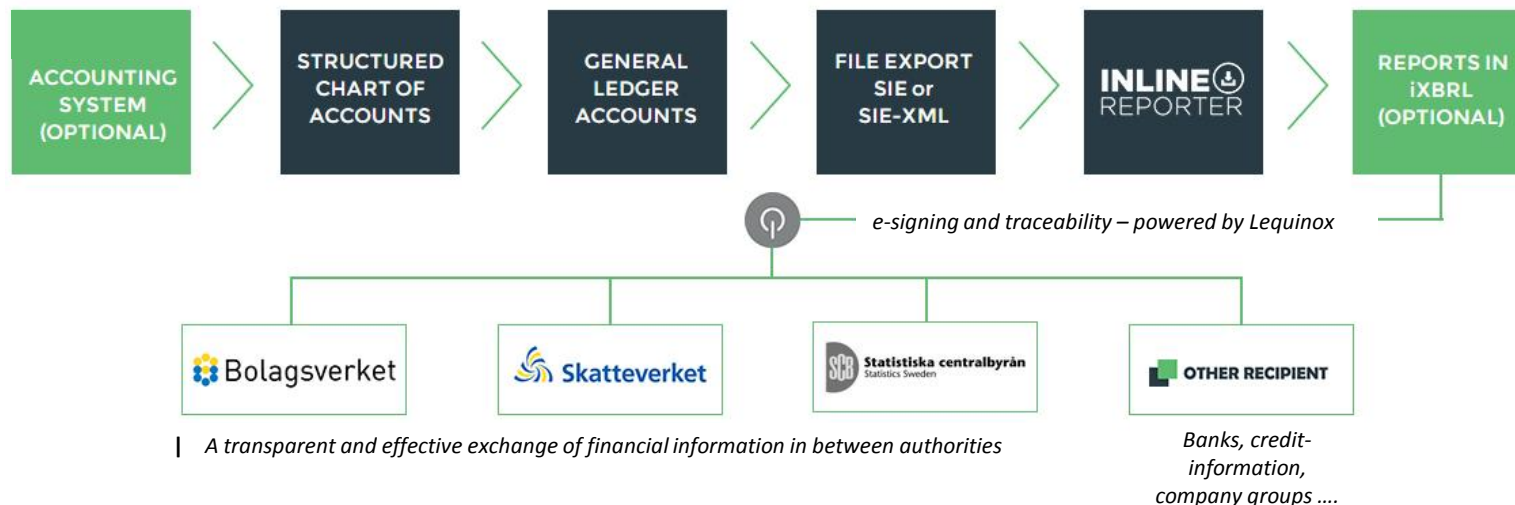 ACCOUNTING
SYSTEM
(OPTIONAL)
STRUCTURED
CHART OF
ACCOUNTS
GENERAL
LEDGER
ACCOUNTS
FILE EXPORT
SIE or
SIE-XML
INLINE
REPORTER
REPORTS IN
iXBRL
(OPTIONAL)
e-signing and traceability – powered by Lequinox
Bolagsverket
Skatteverket
SCB
Statistiska centralbyrån
Statistics Sweden
OTHER RECIPIENT
| A transparent and effective exchange of financial information in between authorities
Banks, credit-
information,
company groups ....